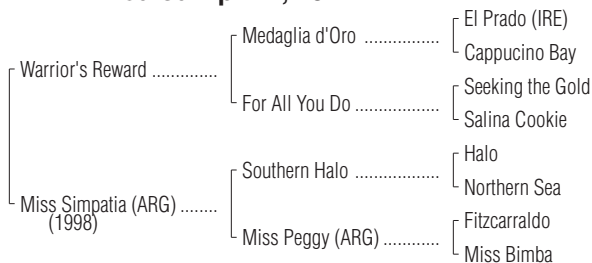 El Prado (IRE)
Medaglia d'Oro ................
Cappucino Bay
Warrior's Reward ..............
Seeking the Gold
For All You Do ..................
Salina Cookie
Halo
Southern Halo ..................
Northern Sea
Miss Simpatia (ARG) ........
(1998)
Fitzcarraldo
Miss Peggy (ARG) ............
Miss Bimba